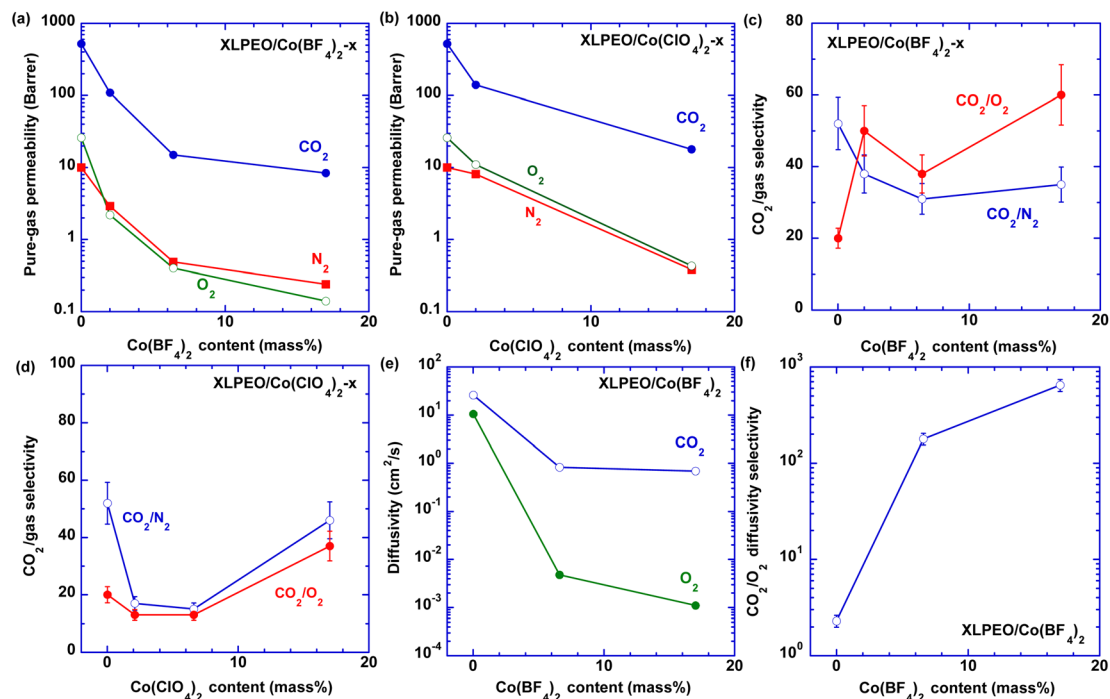 (a)
XLPEO/Co(BF4)2-x
Pure-gas permeability (Barrer)
1000
100
10
1
0.1
CO2
N2
O2
0
10
20
Co(BF4)2 content (mass%)
(b)
XLPEO/Co(ClO4)2-x
Pure-gas permeability (Barrer)
1000
100
10
1
0.1
CO2
O2
N2
0
10
20
Co(ClO4)2 content (mass%)
(c)
XLPEO/Co(BF4)2-x
CO2/gas selectivity
80
60
40
20
0
CO2/O2
CO2/N2
0
10
20
Co(BF4)2 content (mass%)
(d)
XLPEO/Co(ClO4)2-x
CO2/gas selectivity
100
80
60
40
20
0
CO2/N2
CO2/O2
0
10
20
Co(ClO4)2 content (mass%)
(e)
XLPEO/Co(BF4)2
Diffusivity (cm2/s)
10^2
10^1
10^0
10^-1
10^-2
10^-3
10^-4
CO2
O2
0
10
20
Co(BF4)2 content (mass%)
(f)
CO2/O2 diffusivity selectivity
10^3
10^2
10^1
10^0
XLPEO/Co(BF4)2
0
10
20
Co(BF4)2 content (mass%)